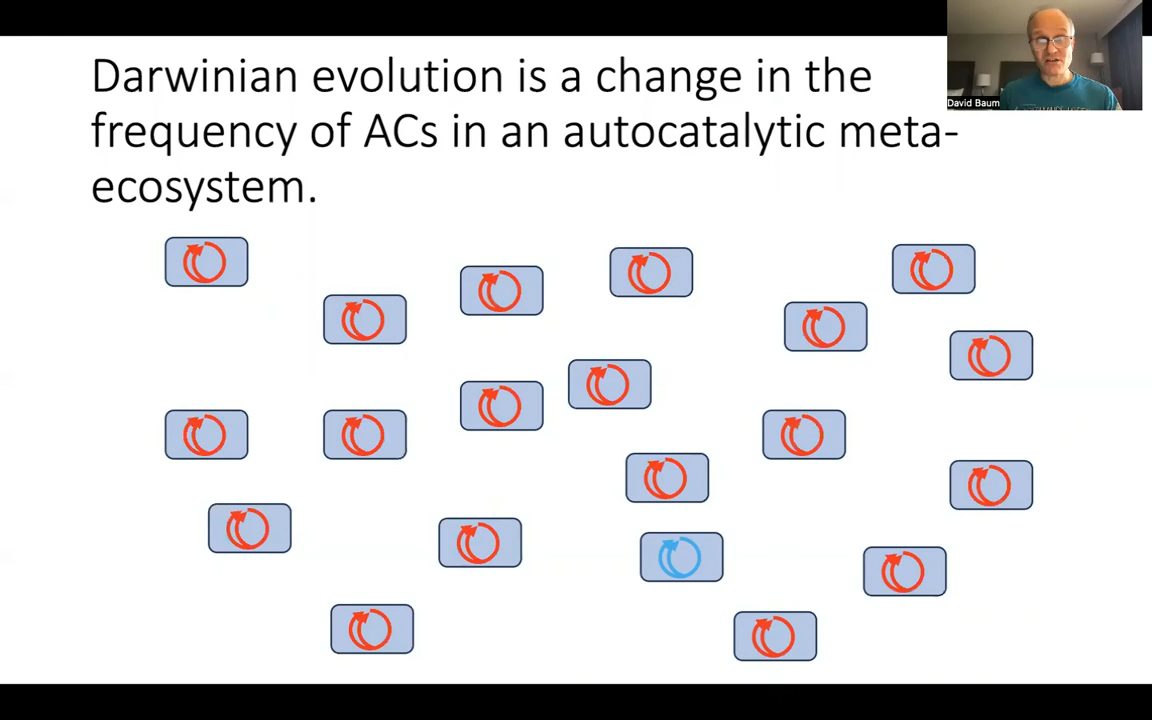 Darwinian evolution is a change in the
frequency of ACs in an autocatalytic meta-
ecosystem.
David Baum